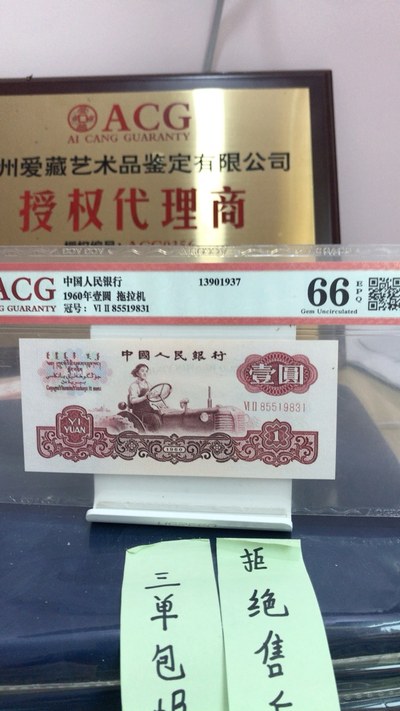 ACG
AI CANG GUARANTY
州爱藏艺术品鉴定有限公司
授权代理商
ACG
GUARANTY
中国人民银行
1960年壹圆 拖拉机
冠号: VI II 85519831
13901937
66
EPQ
Gem Uncirculated
中國人民銀行
壹圓
VI II 85519831
YI YUAN
1960
1
三单包
拒绝售